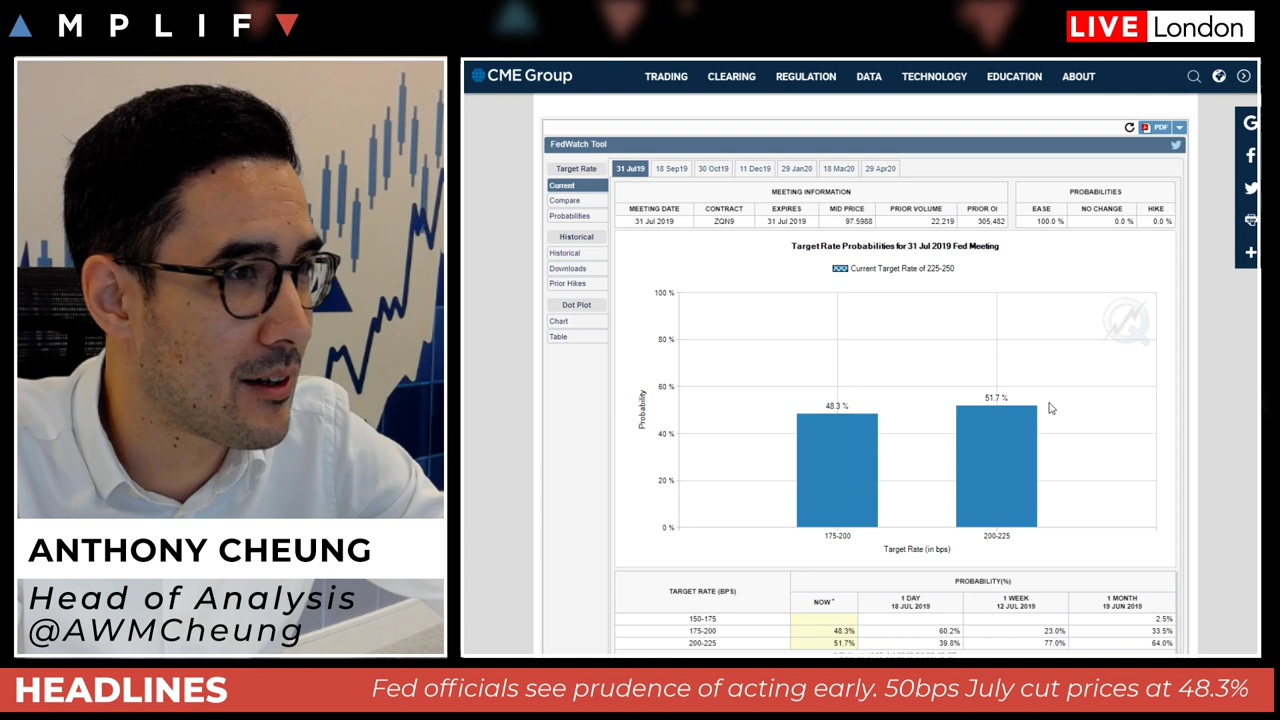 MPLIF
LIVE London
CME Group
TRADING CLEARING REGULATION DATA TECHNOLOGY EDUCATION ABOUT
PDF
FedWatch Tool
Target Rate
Current
Compare
Probabilities
Historical
Historical
Downloads
Prior Hikes
Dot Plot
Chart
Table
31 Jul19 18 Sep19 30 Oct19 11 Dec19 29 Jan20 18 Mar20 29 Apr20
MEETING INFORMATION PROBABILITIES
MEETING DATE CONTRACT EXPIRES MID PRICE PRIOR VOLUME PRIOR OI EASE NO CHANGE HIKE
31 Jul 2019 ZQN9 31 Jul 2019 97.5988 22,219 305,482 100.0 % 0.0 % 0.0 %
Target Rate Probabilities for 31 Jul 2019 Fed Meeting
Current Target Rate of 225-250
100 %
80 %
60 %
40 %
20 %
0 %
Probability
48.3 % 51.7 %
175-200 200-225
Target Rate (in bps)
TARGET RATE (BPS) PROBABILITY(%)
NOW * 1 DAY 18 JUL 2019 1 WEEK 12 JUL 2019 1 MONTH 19 JUN 2019
150-175 2.5%
175-200 48.3% 60.2% 23.0% 33.5%
200-225 51.7% 39.8% 77.0% 64.0%
ANTHONY CHEUNG
Head of Analysis
@AWMCheung
HEADLINES Fed officials see prudence of acting early. 50bps July cut prices at 48.3%